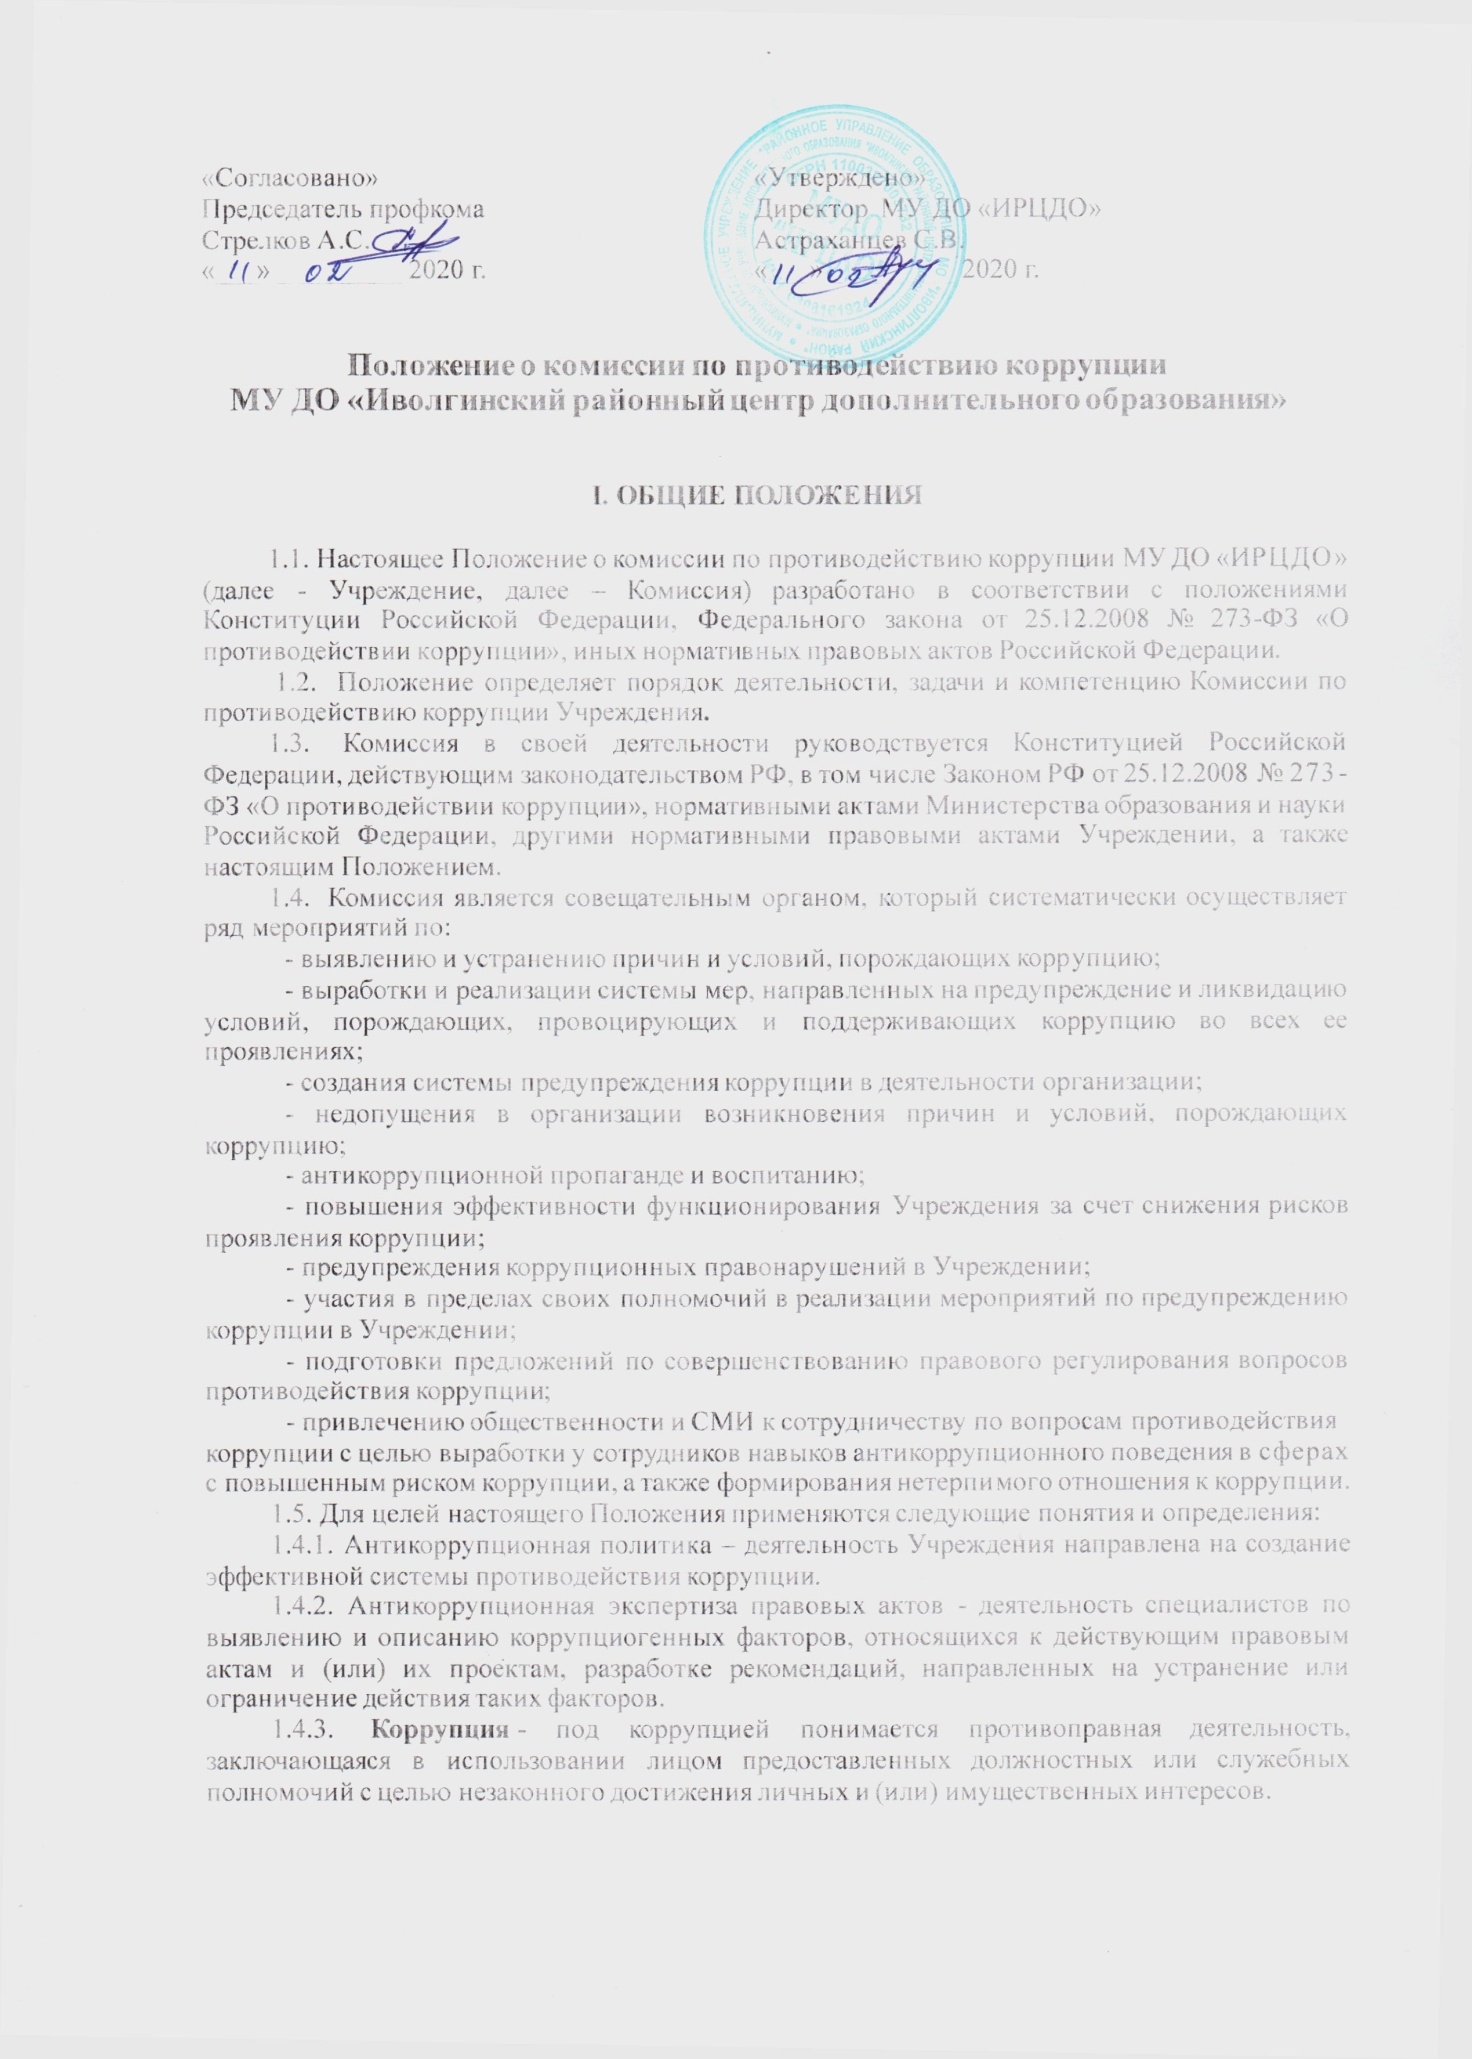 «Согласовано»
Председатель профкома
Стрелков А.С.
«11» 02 2020 г.
«Утверждено»
Директор МУ ДО «ИРЦДО»
Астраханцев С.В.
«11» 02 2020 г.
Положение о комиссии по противодействию коррупции
МУ ДО «Иволгинский районный центр дополнительного образования»
I. ОБЩИЕ ПОЛОЖЕНИЯ
1.1. Настоящее Положение о комиссии по противодействию коррупции МУ ДО «ИРЦДО»
(далее - Учреждение, далее – Комиссия) разработано в соответствии с положениями
Конституции Российской Федерации, Федерального закона от 25.12.2008 № 273-ФЗ «О
противодействии коррупции», иных нормативных правовых актов Российской Федерации.
1.2. Положение определяет порядок деятельности, задачи и компетенцию Комиссии по
противодействию коррупции Учреждения.
1.3. Комиссия в своей деятельности руководствуется Конституцией Российской
Федерации, действующим законодательством РФ, в том числе Законом РФ от 25.12.2008 № 273 -
ФЗ «О противодействии коррупции», нормативными актами Министерства образования и науки
Российской Федерации, другими нормативными правовыми актами Учреждении, а также
настоящим Положением.
1.4. Комиссия является совещательным органом, который систематически осуществляет
ряд мероприятий по:
- выявлению и устранению причин и условий, порождающих коррупцию;
- выработки и реализации системы мер, направленных на предупреждение и ликвидацию
условий, порождающих, провоцирующих и поддерживающих коррупцию во всех ее
проявлениях;
- создания системы предупреждения коррупции в деятельности организации;
- недопущения в организации возникновения причин и условий, порождающих
коррупцию;
- антикоррупционной пропаганде и воспитанию;
- повышения эффективности функционирования Учреждения за счет снижения рисков
проявления коррупции;
- предупреждения коррупционных правонарушений в Учреждении;
- участия в пределах своих полномочий в реализации мероприятий по предупреждению
коррупции в Учреждении;
- подготовки предложений по совершенствованию правового регулирования вопросов
противодействия коррупции;
- привлечению общественности и СМИ к сотрудничеству по вопросам противодействия
коррупции с целью выработки у сотрудников навыков антикоррупционного поведения в сферах
с повышенным риском коррупции, а также формирования нетерпимого отношения к коррупции.
1.5. Для целей настоящего Положения применяются следующие понятия и определения:
1.4.1. Антикоррупционная политика – деятельность Учреждения направлена на создание
эффективной системы противодействия коррупции.
1.4.2. Антикоррупционная экспертиза правовых актов - деятельность специалистов по
выявлению и описанию коррупциогенных факторов, относящихся к действующим правовым
актам и (или) их проектам, разработке рекомендаций, направленных на устранение или
ограничение действия таких факторов.
1.4.3. Коррупция - под коррупцией понимается противоправная деятельность,
заключающаяся в использовании лицом предоставленных должностных или служебных
полномочий с целью незаконного достижения личных и (или) имущественных интересов.